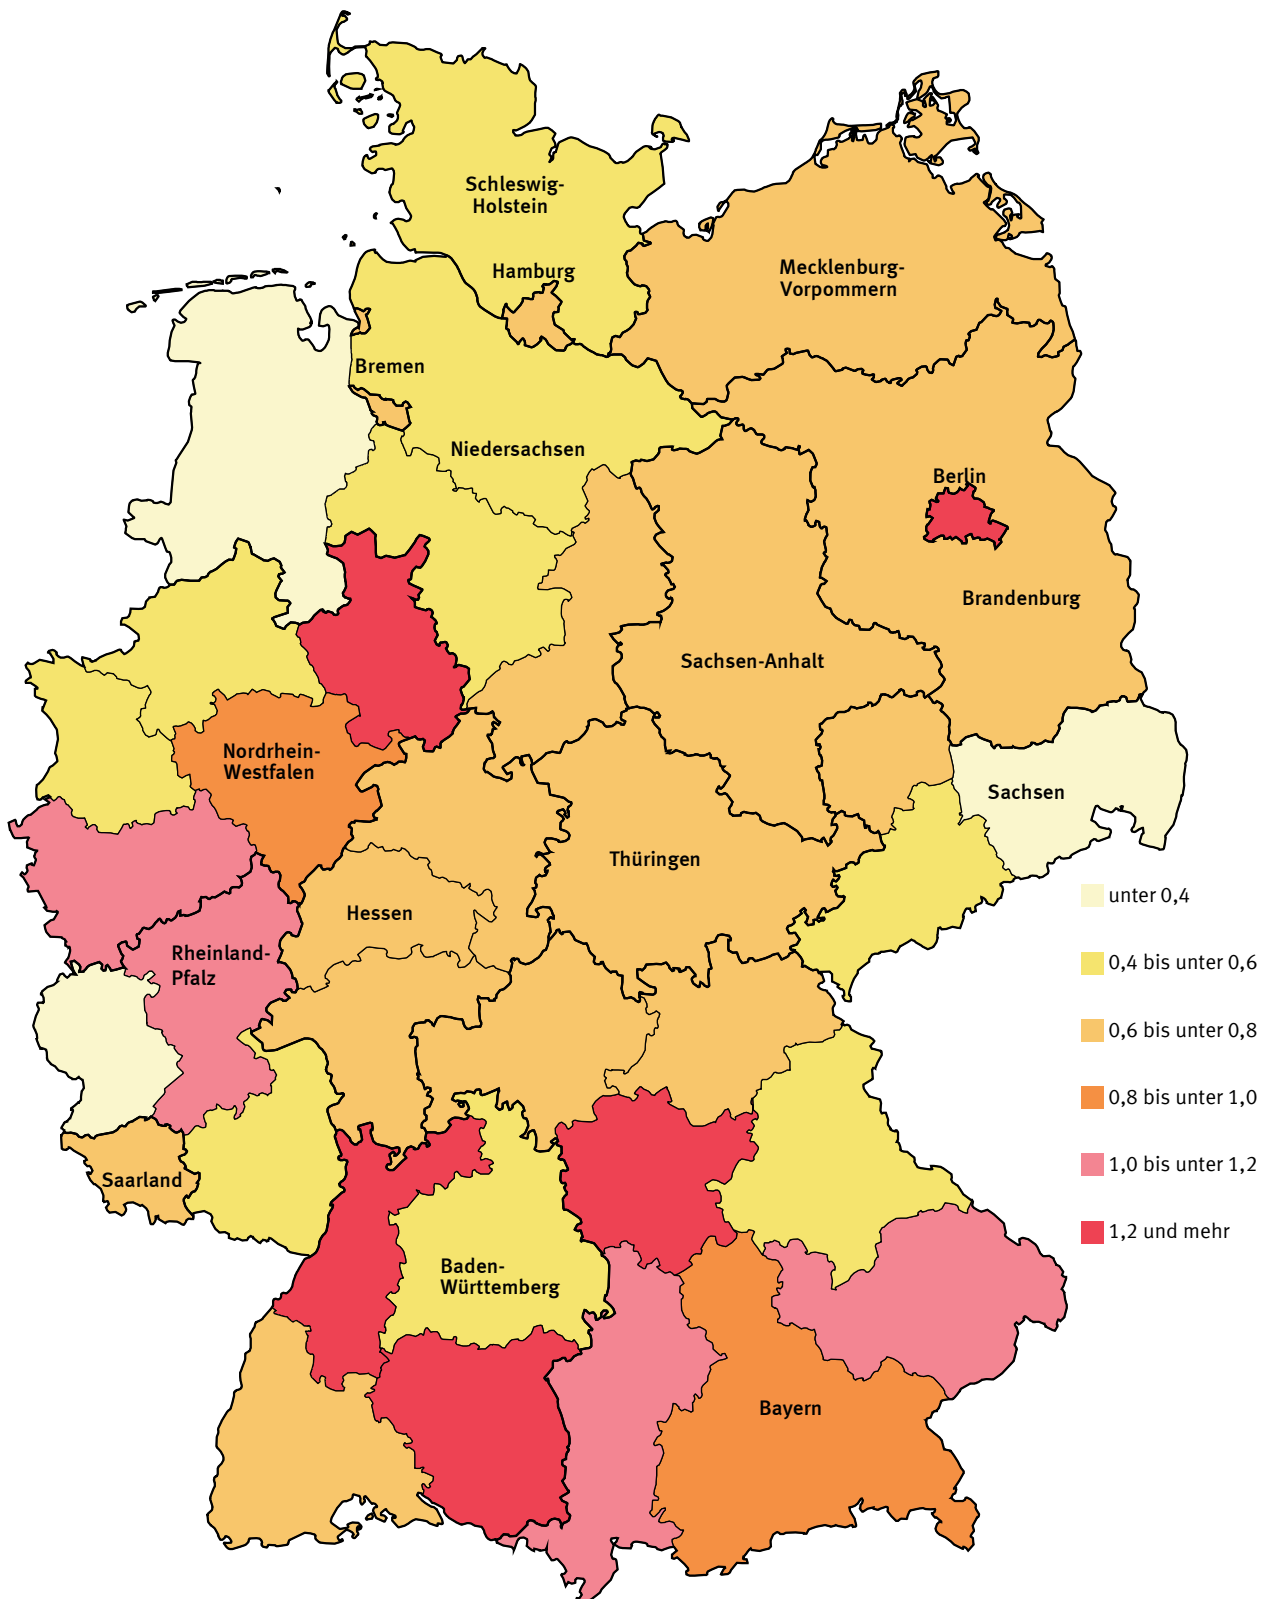 Schleswig-
Holstein
Hamburg
Mecklenburg-
Vorpommern
Bremen
Niedersachsen
Berlin
Brandenburg
Sachsen-Anhalt
Nordrhein-
Westfalen
Sachsen
Thüringen
Hessen
Rheinland-
Pfalz
Saarland
Baden-
Württemberg
Bayern
unter 0,4
0,4 bis unter 0,6
0,6 bis unter 0,8
0,8 bis unter 1,0
1,0 bis unter 1,2
1,2 und mehr